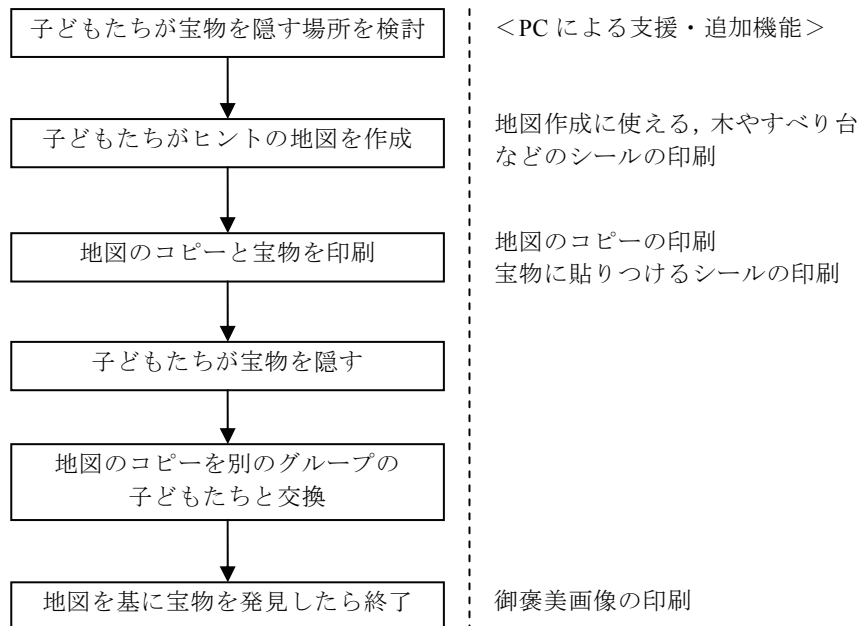 子どもたちが宝物を隠す場所を検討
＜PC による支援・追加機能＞
子どもたちがヒントの地図を作成
地図作成に使える, 木やすべり台
などのシールの印刷
地図のコピーと宝物を印刷
地図のコピーの印刷
宝物に貼りつけるシールの印刷
子どもたちが宝物を隠す
地図のコピーを別のグループの
子どもたちと交換
地図を基に宝物を発見したら終了
御褒美画像の印刷